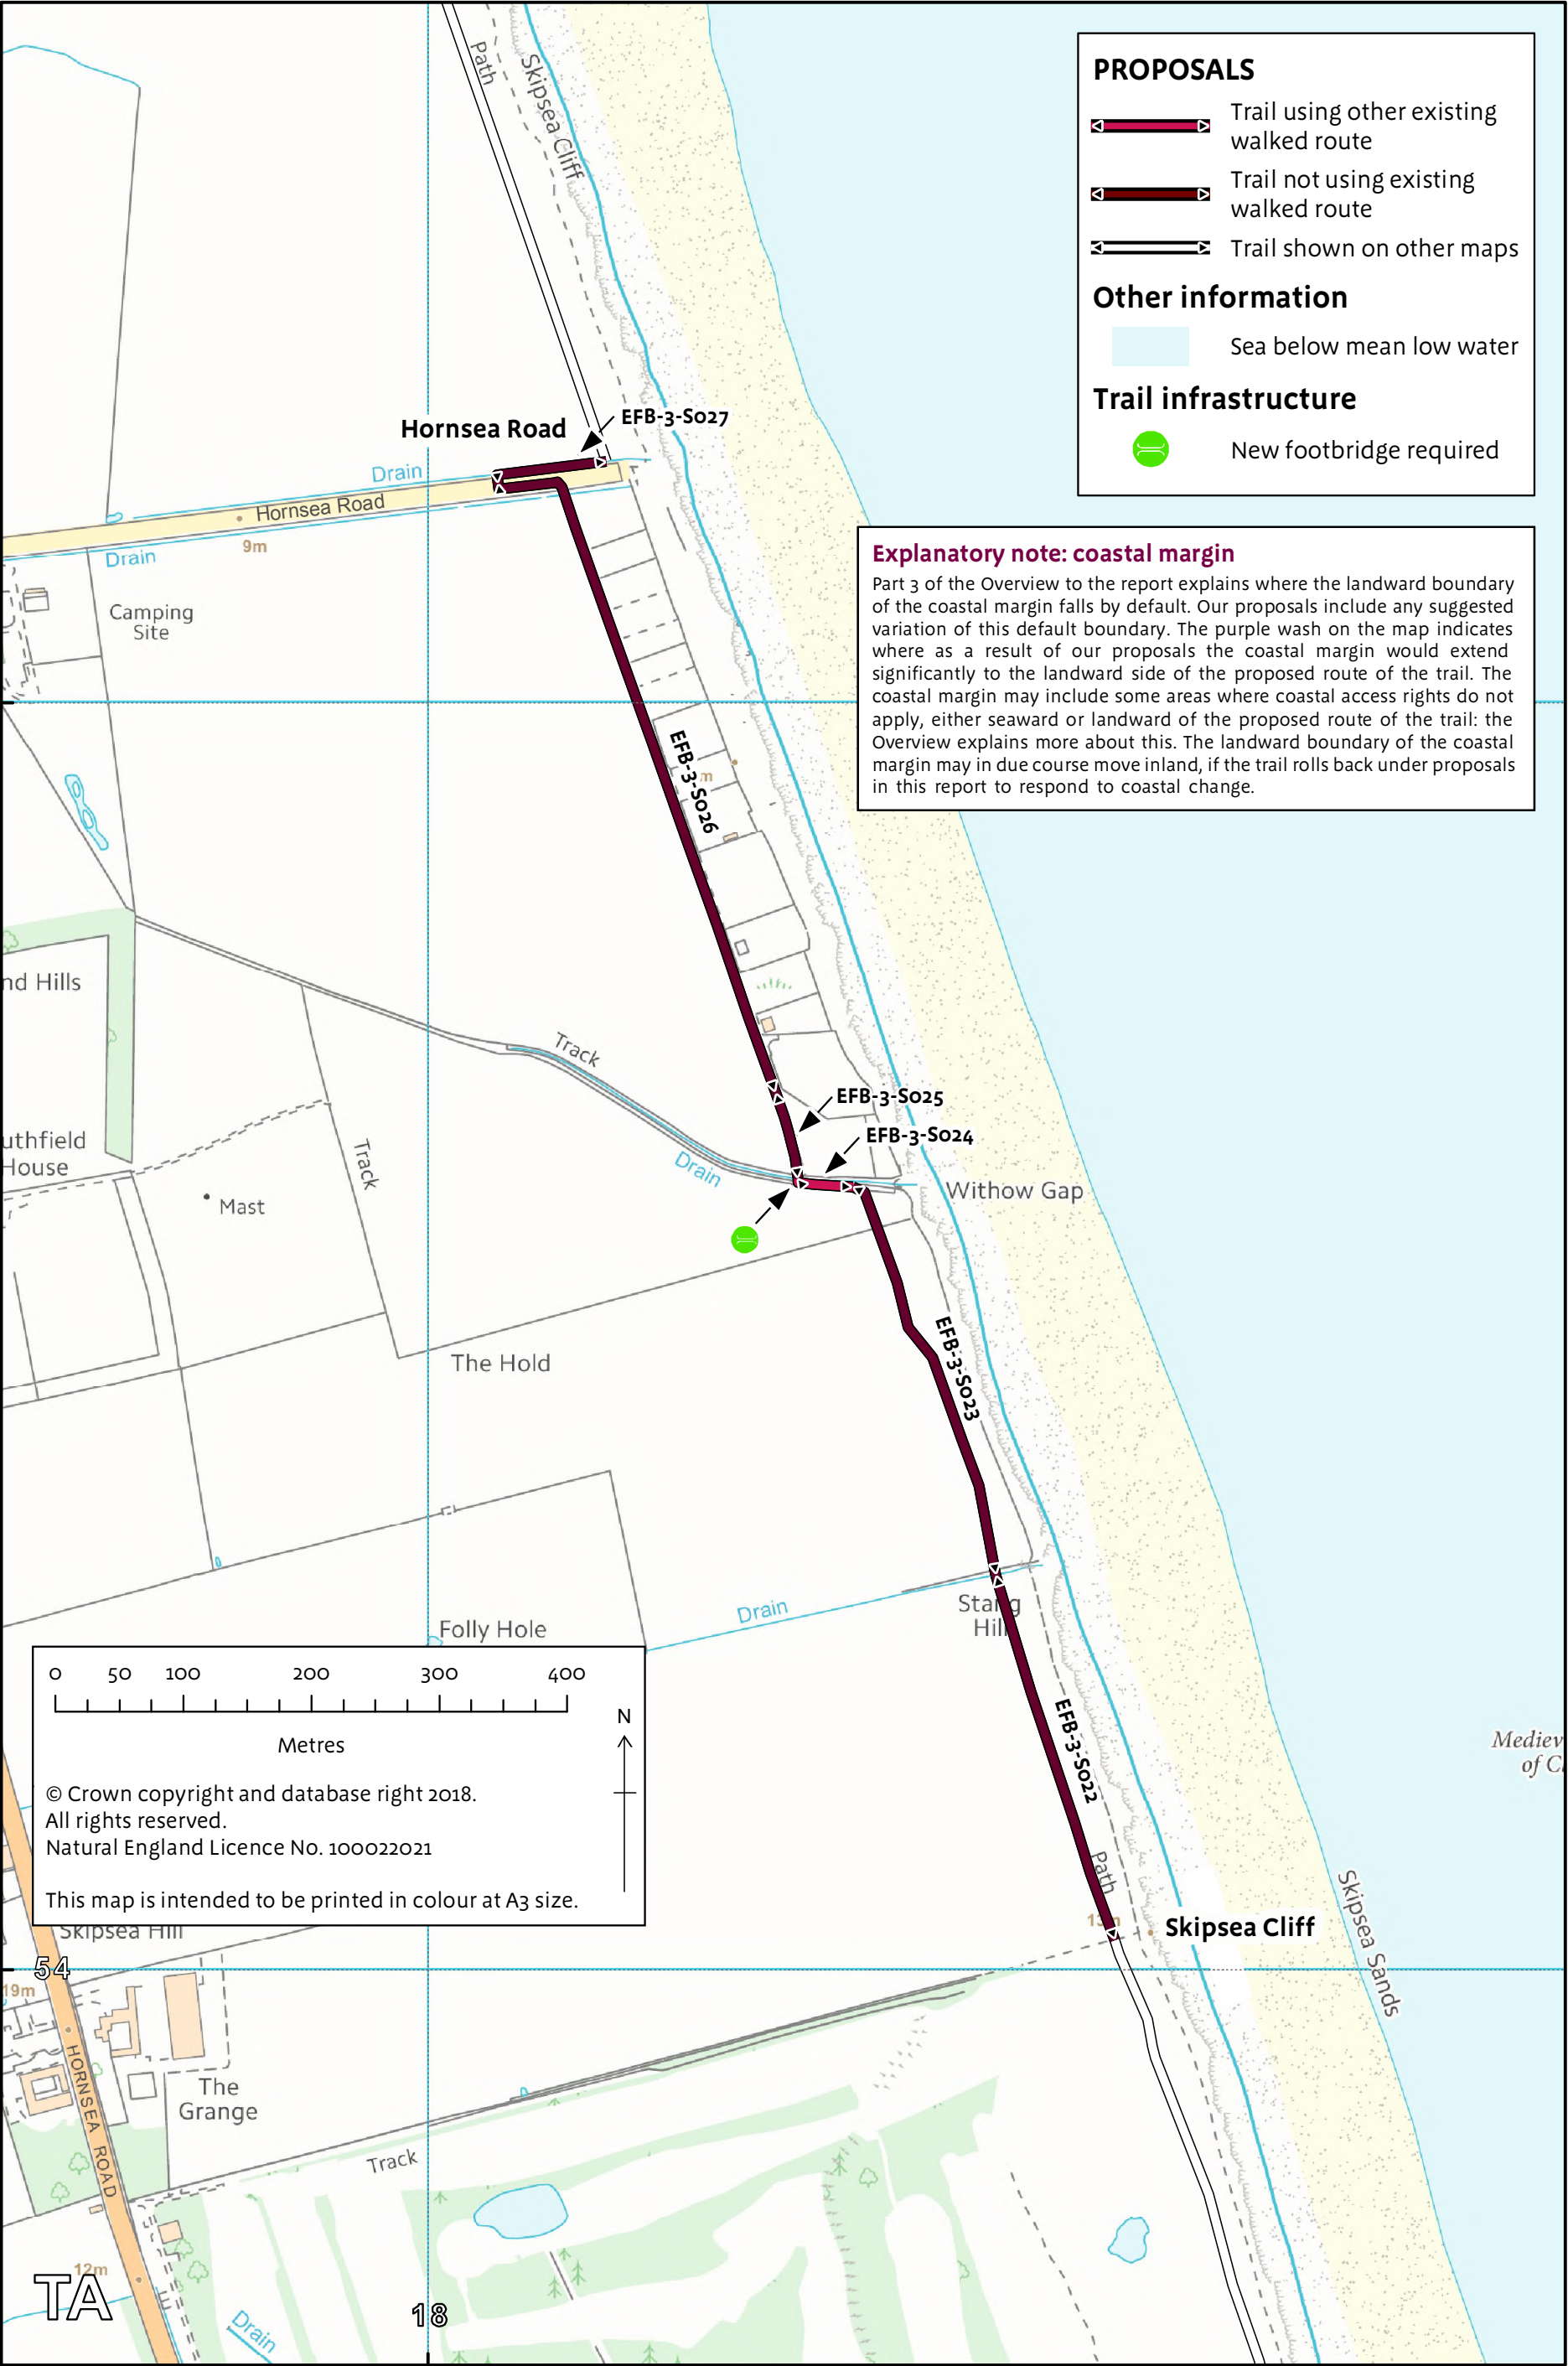 PROPOSALS
Trail using other existing
walked route
Trail not using existing
walked route
Trail shown on other maps
Other information
Sea below mean low water
Trail infrastructure
New footbridge required
Explanatory note: coastal margin
Part 3 of the Overview to the report explains where the landward boundary
of the coastal margin falls by default. Our proposals include any suggested
variation of this default boundary. The purple wash on the map indicates
where as a result of our proposals the coastal margin would extend
significantly to the landward side of the proposed route of the trail. The
coastal margin may include some areas where coastal access rights do not
apply, either seaward or landward of the proposed route of the trail: the
Overview explains more about this. The landward boundary of the coastal
margin may in due course move inland, if the trail rolls back under proposals
in this report to respond to coastal change.
Path
Skipsea Cliff
Hornsea Road
EFB-3-S027
Drain
Hornsea Road
9m
Drain
Camping
Site
EFB-3-S026
m
nd Hills
Track
EFB-3-S025
EFB-3-S024
uthfield
House
Track
Drain
Mast
Withow Gap
The Hold
EFB-3-S023
Drain
Stang
Hill
Folly Hole
0 50 100 200 300 400
Metres
N
© Crown copyright and database right 2018.
All rights reserved.
Natural England Licence No. 100022021
This map is intended to be printed in colour at A3 size.
EFB-3-S022
Mediev
of C
Path
13m
Skipsea Cliff
Skipsea Sands
Skipsea Hill
54
19m
HORNSEA ROAD
The
Grange
Track
12m
TA
18
Drain